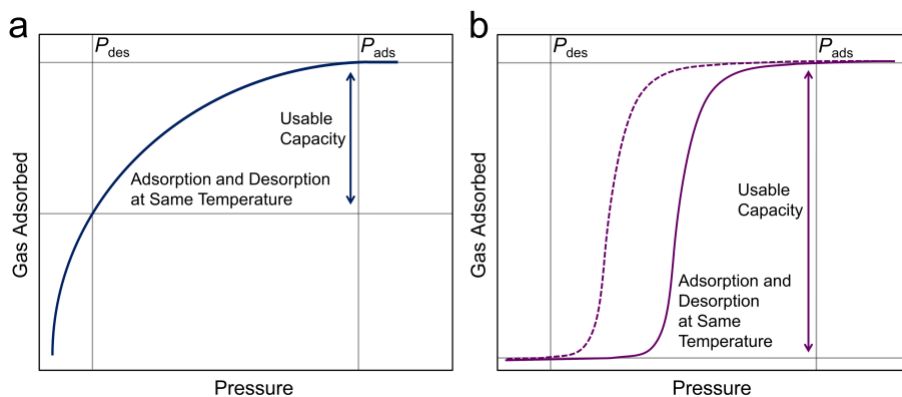 a
P des
P ads
Usable
Capacity
Adsorption and Desorption
at Same Temperature
Gas Adsorbed
Pressure
b
P des
P ads
Usable
Capacity
Adsorption and
Desorption
at Same
Temperature
Gas Adsorbed
Pressure